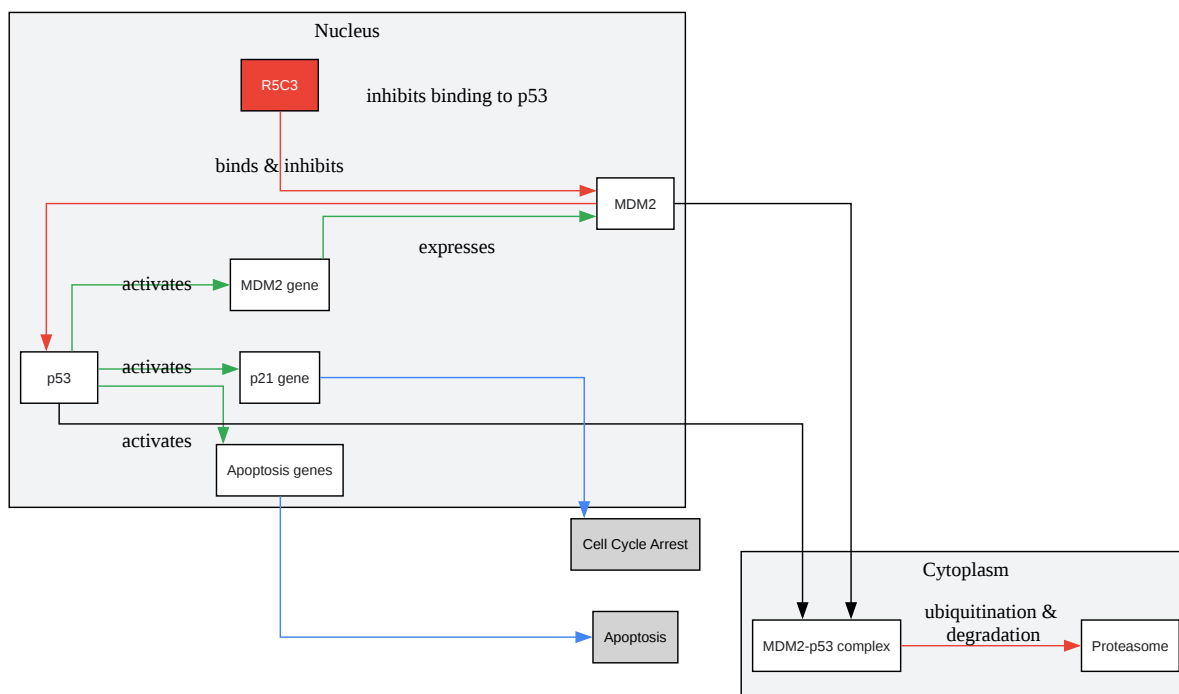 Nucleus
R5C3
inhibits binding to p53
binds & inhibits
MDM2
expresses
activates
MDM2 gene
p53
activates
p21 gene
activates
Apoptosis genes
Cell Cycle Arrest
Cytoplasm
Apoptosis
ubiquitination &
degradation
MDM2-p53 complex
Proteasome